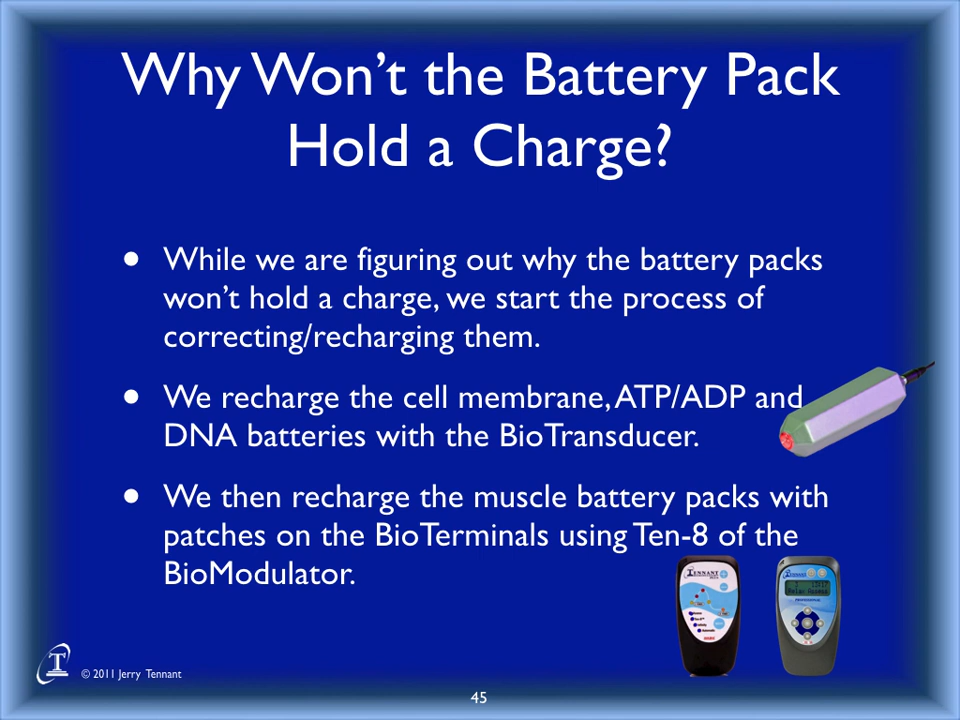 Why Won't the Battery Pack
Hold a Charge?
• While we are figuring out why the battery packs
won't hold a charge, we start the process of
correcting/recharging them.
• We recharge the cell membrane, ATP/ADP and
DNA batteries with the BioTransducer.
• We then recharge the muscle battery packs with
patches on the BioTerminals using Ten-8 of the
BioModulator.
TENNANT
TENNANT
T
© 2011 Jerry Tennant
45